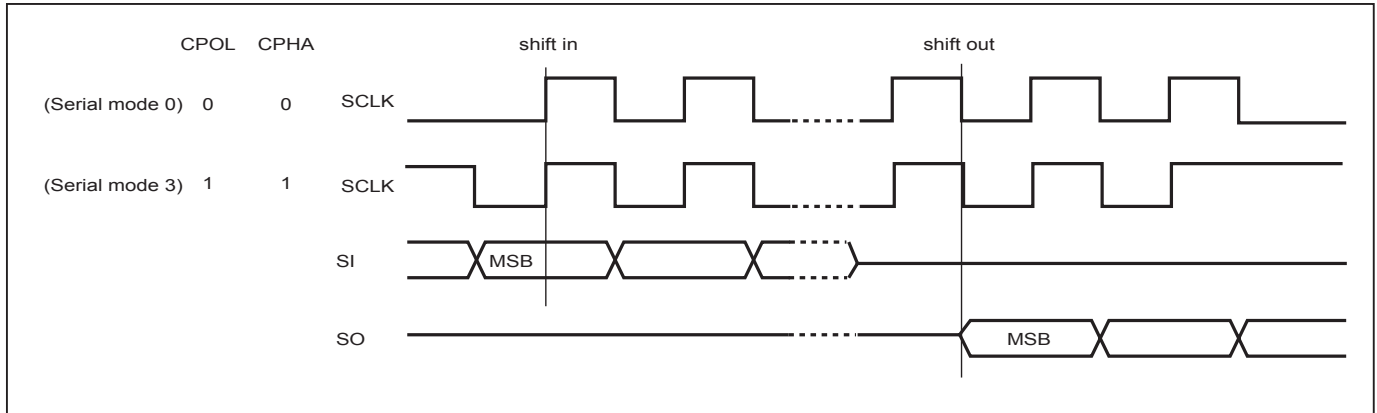 CPOL CPHA shift in shift out
(Serial mode 0) 0 0 SCLK
(Serial mode 3) 1 1 SCLK
SI MSB
SO MSB